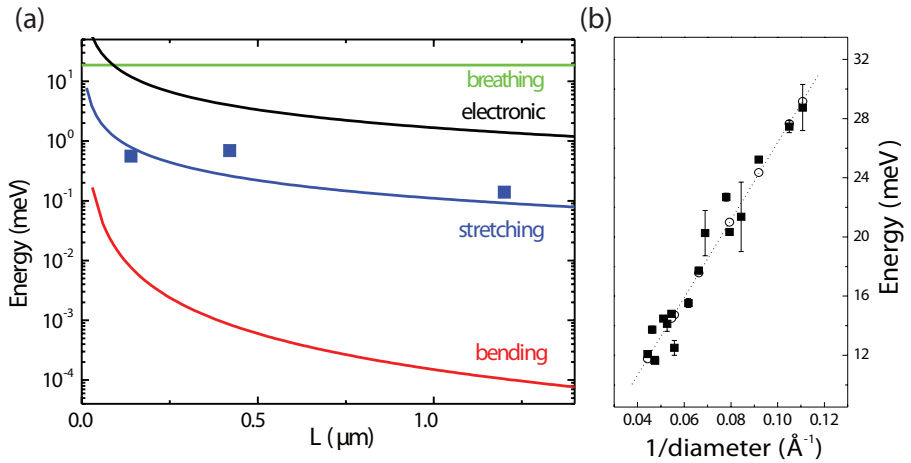 (a)
Energy (meV)
10¹
10⁰
10⁻¹
10⁻²
10⁻³
10⁻⁴
breathing
electronic
stretching
bending
0.0
0.5
1.0
L (µm)
(b)
32
28
24
20
16
12
Energy (meV)
0.04
0.06
0.08
0.10
0.12
1/diameter (Å⁻¹)